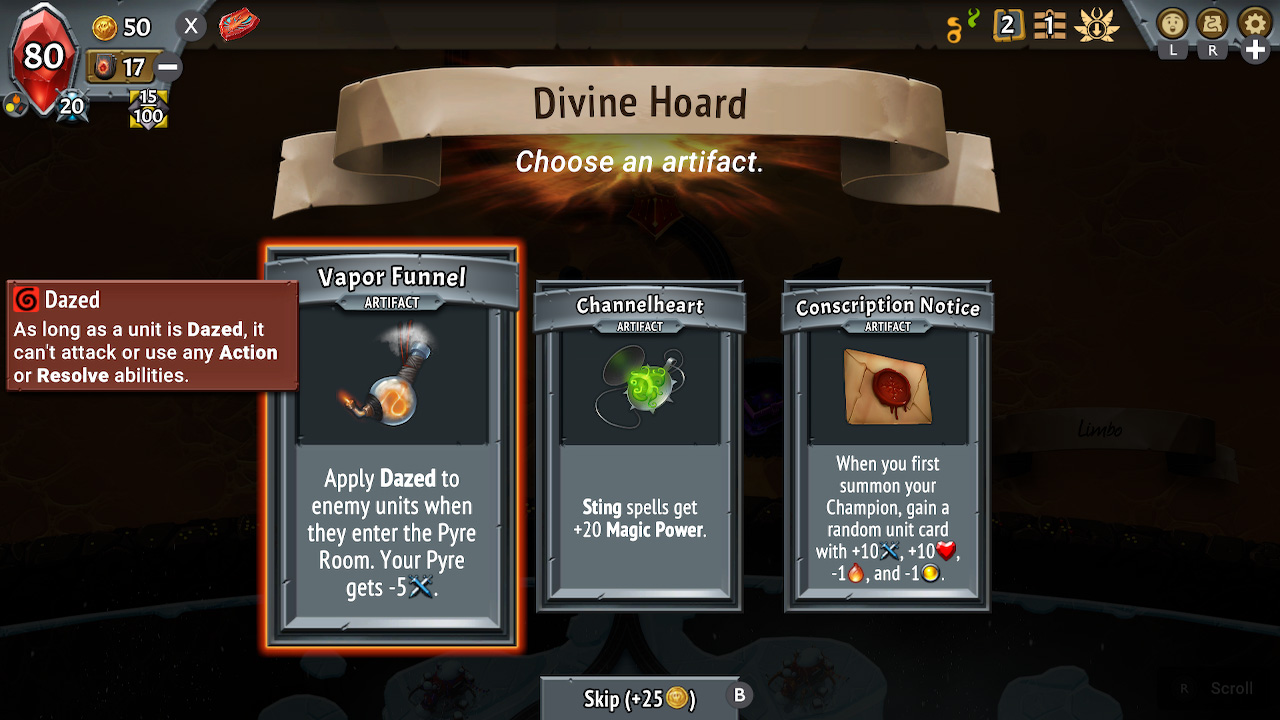 80
50
X
17
20
15
100
2
1
L
R
Divine Hoard
Choose an artifact.
Dazed
As long as a unit is Dazed, it
can't attack or use any Action
or Resolve abilities.
Vapor Funnel
ARTIFACT
Apply Dazed to
enemy units when
they enter the Pyre
Room. Your Pyre
gets -5.
Channelheart
ARTIFACT
Sting spells get
+20 Magic Power.
Conscription Notice
ARTIFACT
When you first
summon your
Champion, gain a
random unit card
with +10, +10,
-1, and -1.
Limbo
Skip (+25)
B
R
Scroll